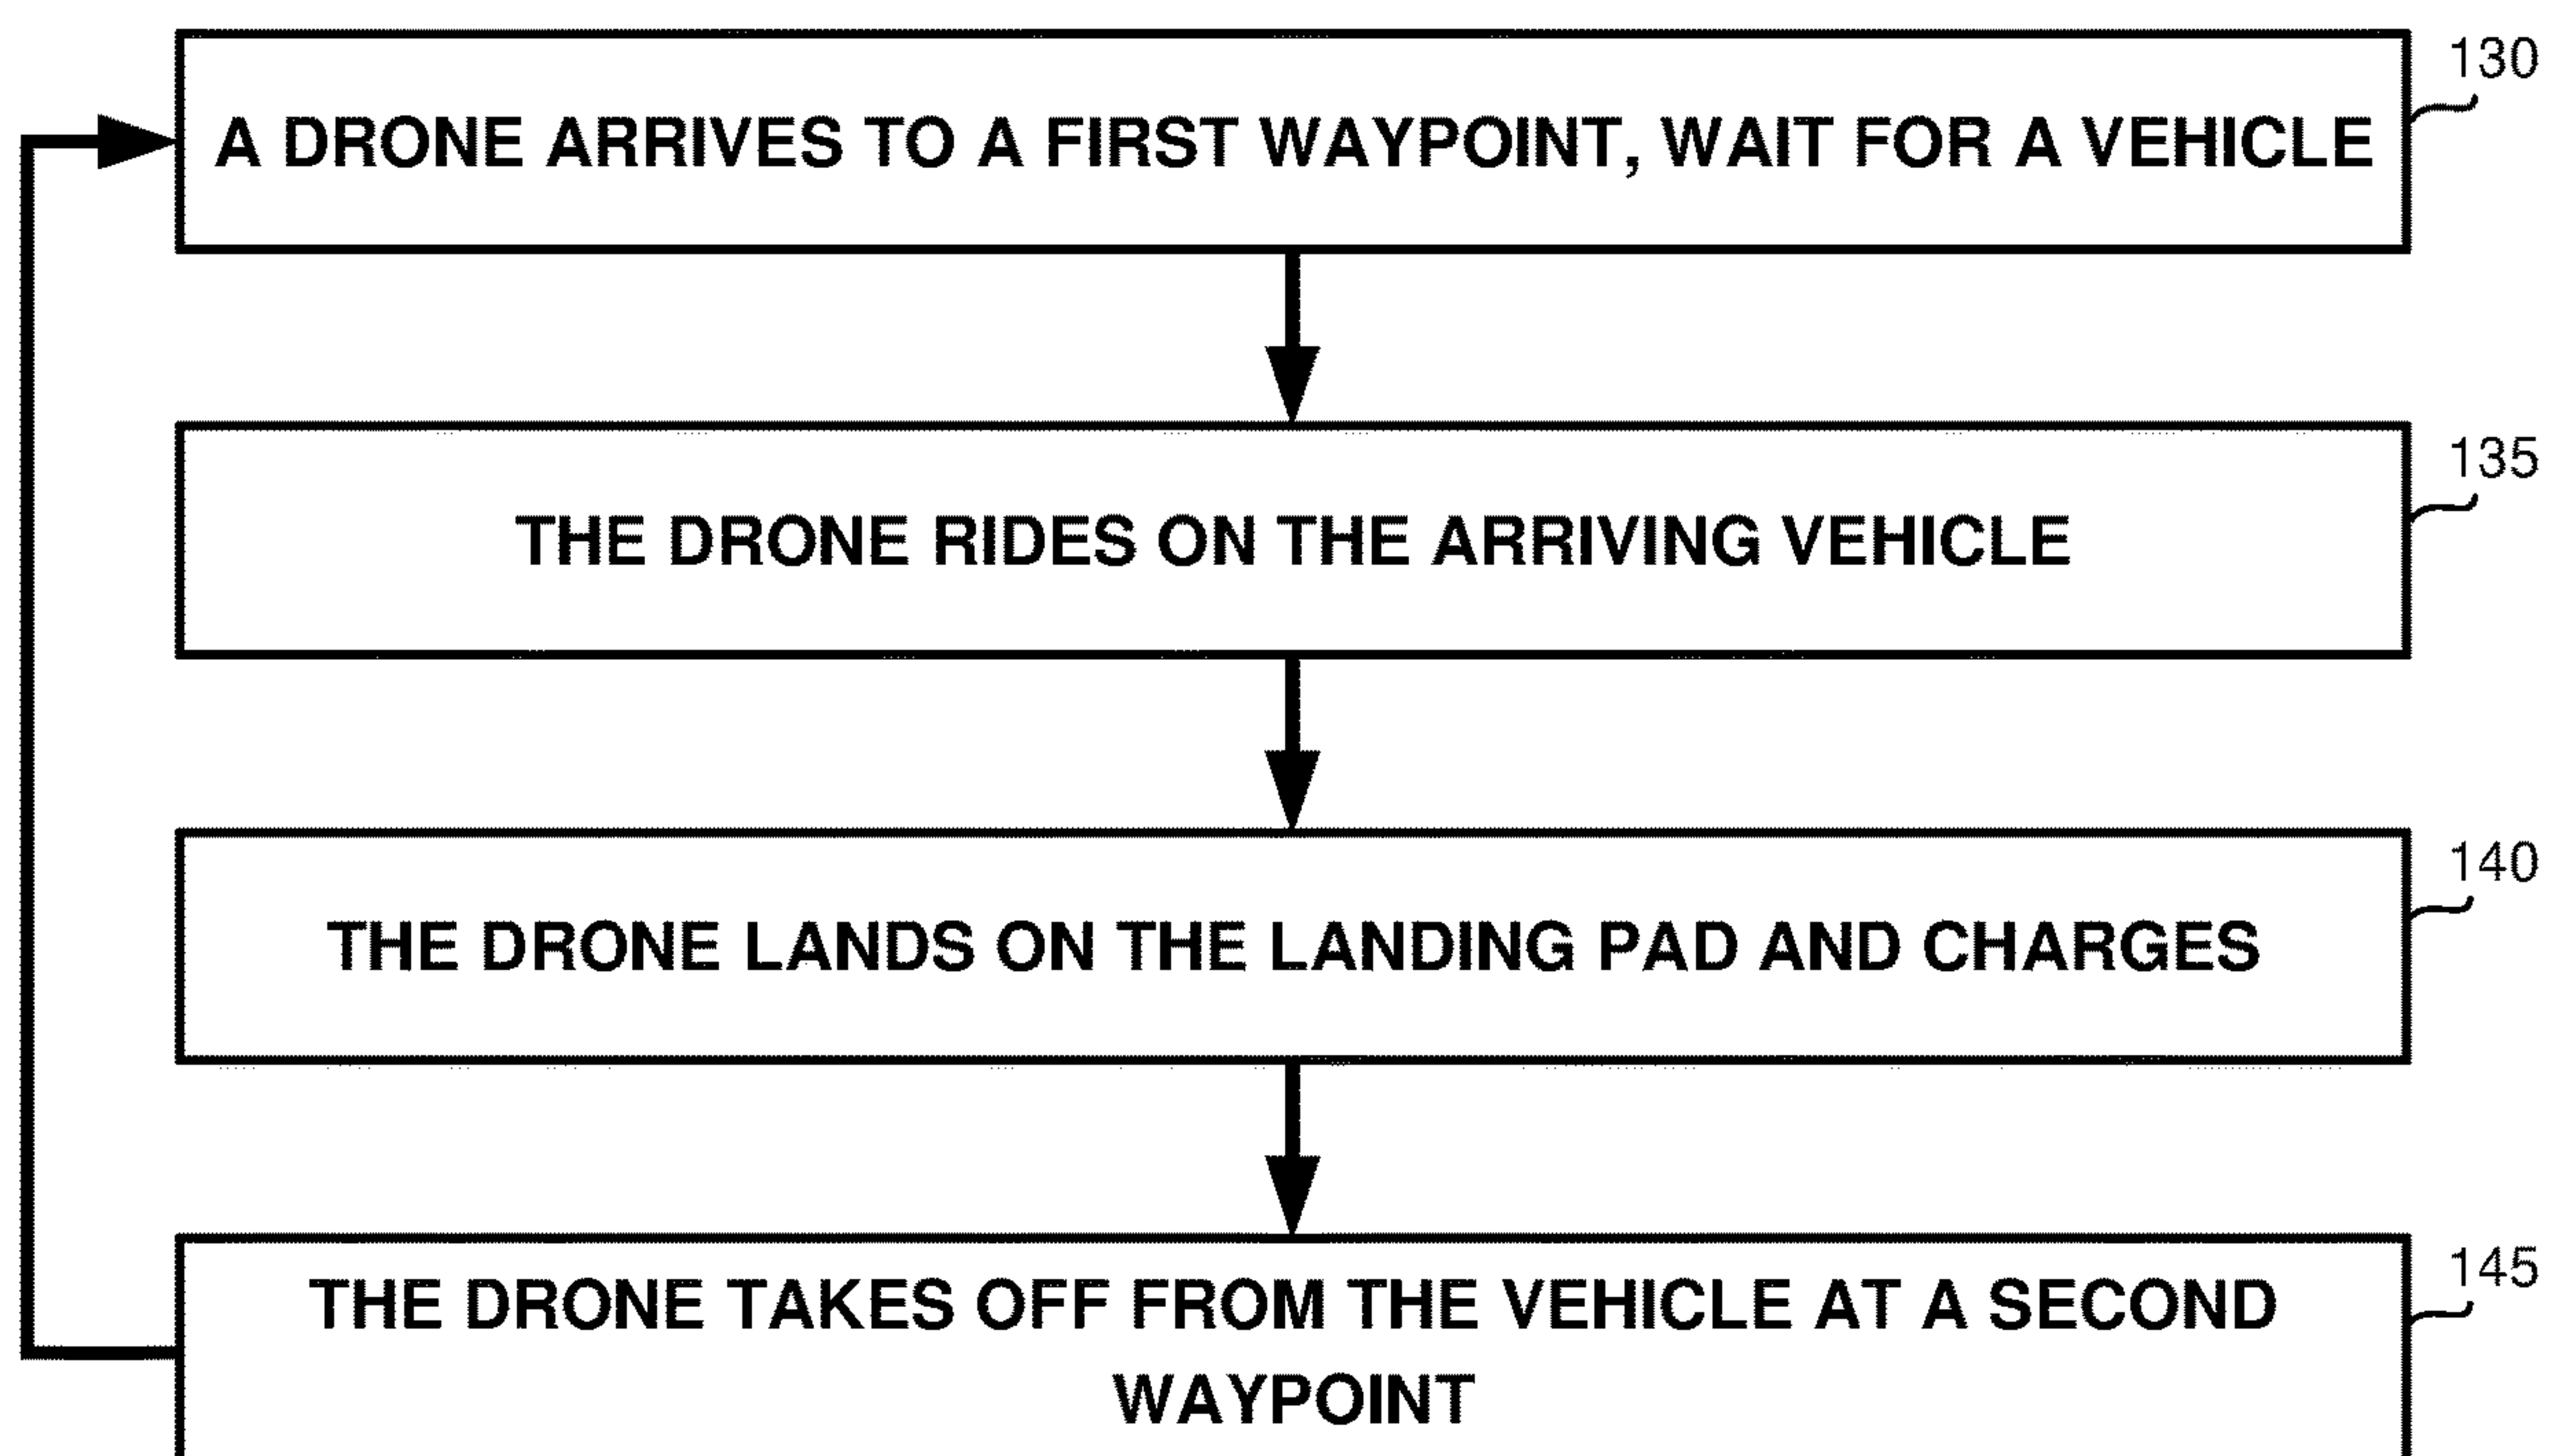 130
A DRONE ARRIVES TO A FIRST WAYPOINT, WAIT FOR A VEHICLE
135
THE DRONE RIDES ON THE ARRIVING VEHICLE
140
THE DRONE LANDS ON THE LANDING PAD AND CHARGES
145
THE DRONE TAKES OFF FROM THE VEHICLE AT A SECOND
WAYPOINT